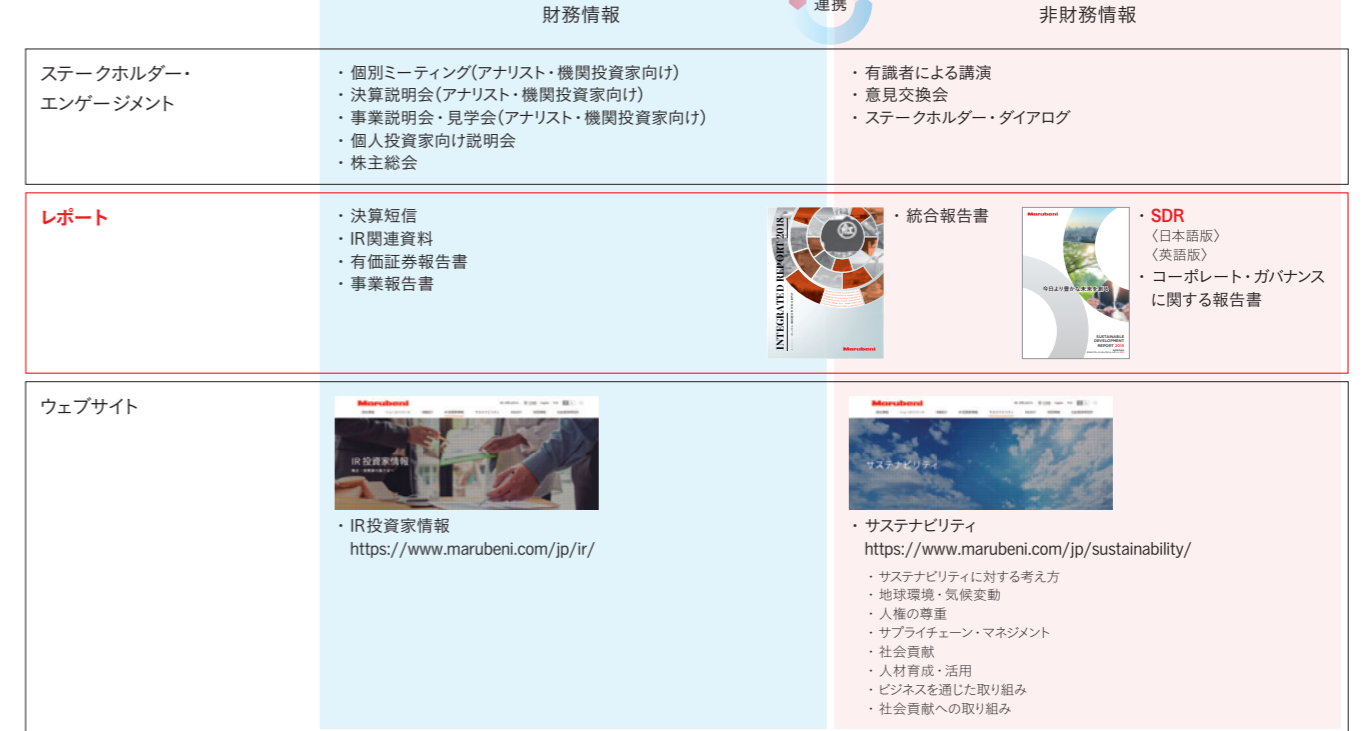 財務情報
連携
非財務情報
ステークホルダー・
エンゲージメント
・個別ミーティング(アナリスト・機関投資家向け)
・決算説明会(アナリスト・機関投資家向け)
・事業説明会・見学会(アナリスト・機関投資家向け)
・個人投資家向け説明会
・株主総会
・有識者による講演
・意見交換会
・ステークホルダー・ダイアログ
レポート
・決算短信
・IR関連資料
・有価証券報告書
・事業報告書
INTEGRATED REPORT 2018
Marubeni
・統合報告書
Marubeni
今日より豊かな未来を創る
SUSTAINABLE
DEVELOPMENT
・SDR
〈日本語版〉
〈英語版〉
・コーポレート・ガバナンス
に関する報告書
ウェブサイト
Marubeni
IR 投資家情報
・IR投資家情報
https://www.marubeni.com/jp/ir/
Marubeni
サステナビリティ
・サステナビリティ
https://www.marubeni.com/jp/sustainability/
・サステナビリティに対する考え方
・地球環境・気候変動
・人権の尊重
・サプライチェーン・マネジメント
・社会貢献
・人材育成・活用
・ビジネスを通じた取り組み
・社会貢献への取り組み